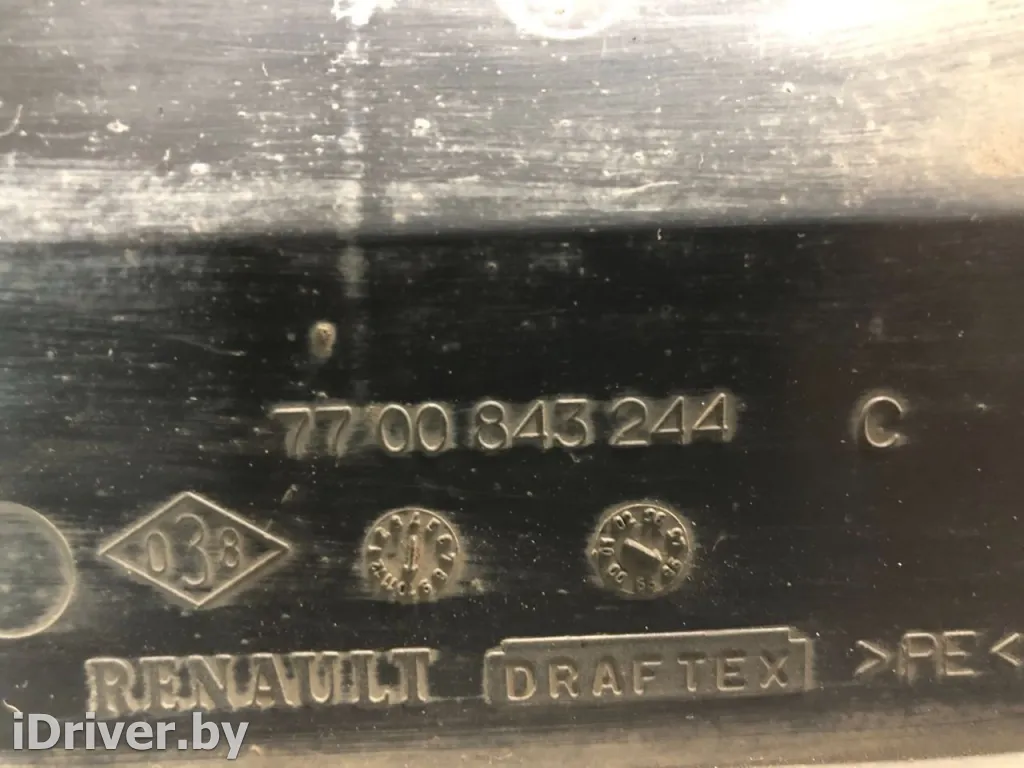 77 00 843 244 C
038
RENAULT DRAFTEX >PE<
iDriver.by